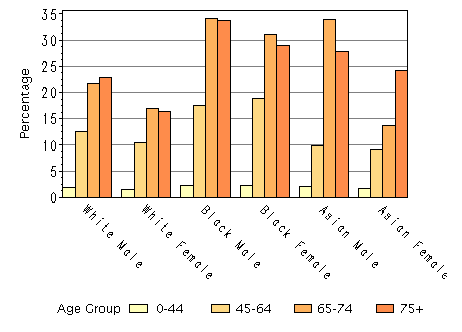 35
30
25
20
15
10
5
0
Percentage
White Male
White Female
Black Male
Black Female
Asian Male
Asian Female
Age Group 0-44 45-64 65-74 75+